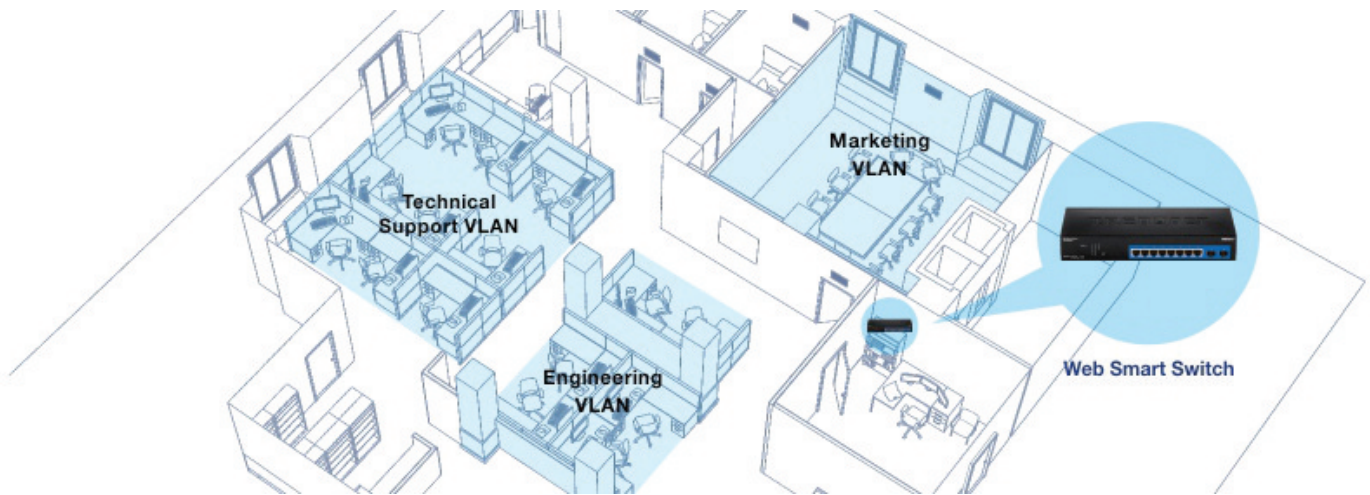 Marketing
VLAN
Technical
Support VLAN
Engineering
VLAN
Web Smart Switch